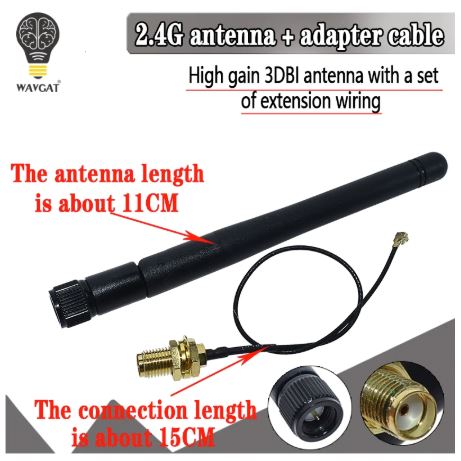 2.4G antenna + adapter cable
High gain 3DBI antenna with a set
of extension wiring
WAVGAT
The antenna length
is about 11CM
The connection length
is about 15CM